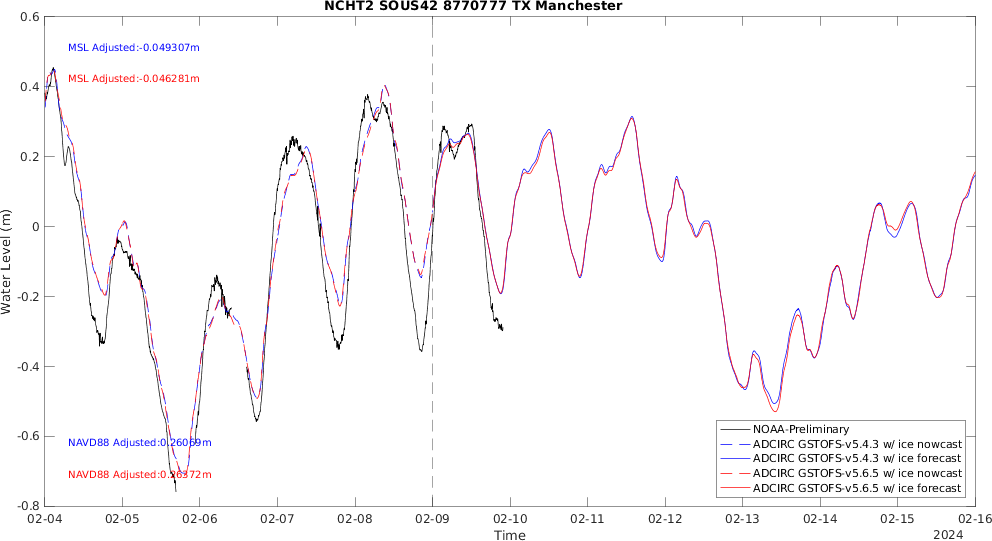 NCHT2 SOUS42 8770777 TX Manchester
0.6
MSL Adjusted:-0.049307m
MSL Adjusted:-0.046281m
0.4
0.2
0
-0.2
-0.4
-0.6
-0.8
Water Level (m)
NAVD88 Adjusted:0.26069m
NAVD88 Adjusted:0.26372m
NOAA-Preliminary
ADCIRC GSTOFS-v5.4.3 w/ ice nowcast
ADCIRC GSTOFS-v5.4.3 w/ ice forecast
ADCIRC GSTOFS-v5.6.5 w/ ice nowcast
ADCIRC GSTOFS-v5.6.5 w/ ice forecast
02-04 02-05 02-06 02-07 02-08 02-09 02-10 02-11 02-12 02-13 02-14 02-15 02-16
Time
2024